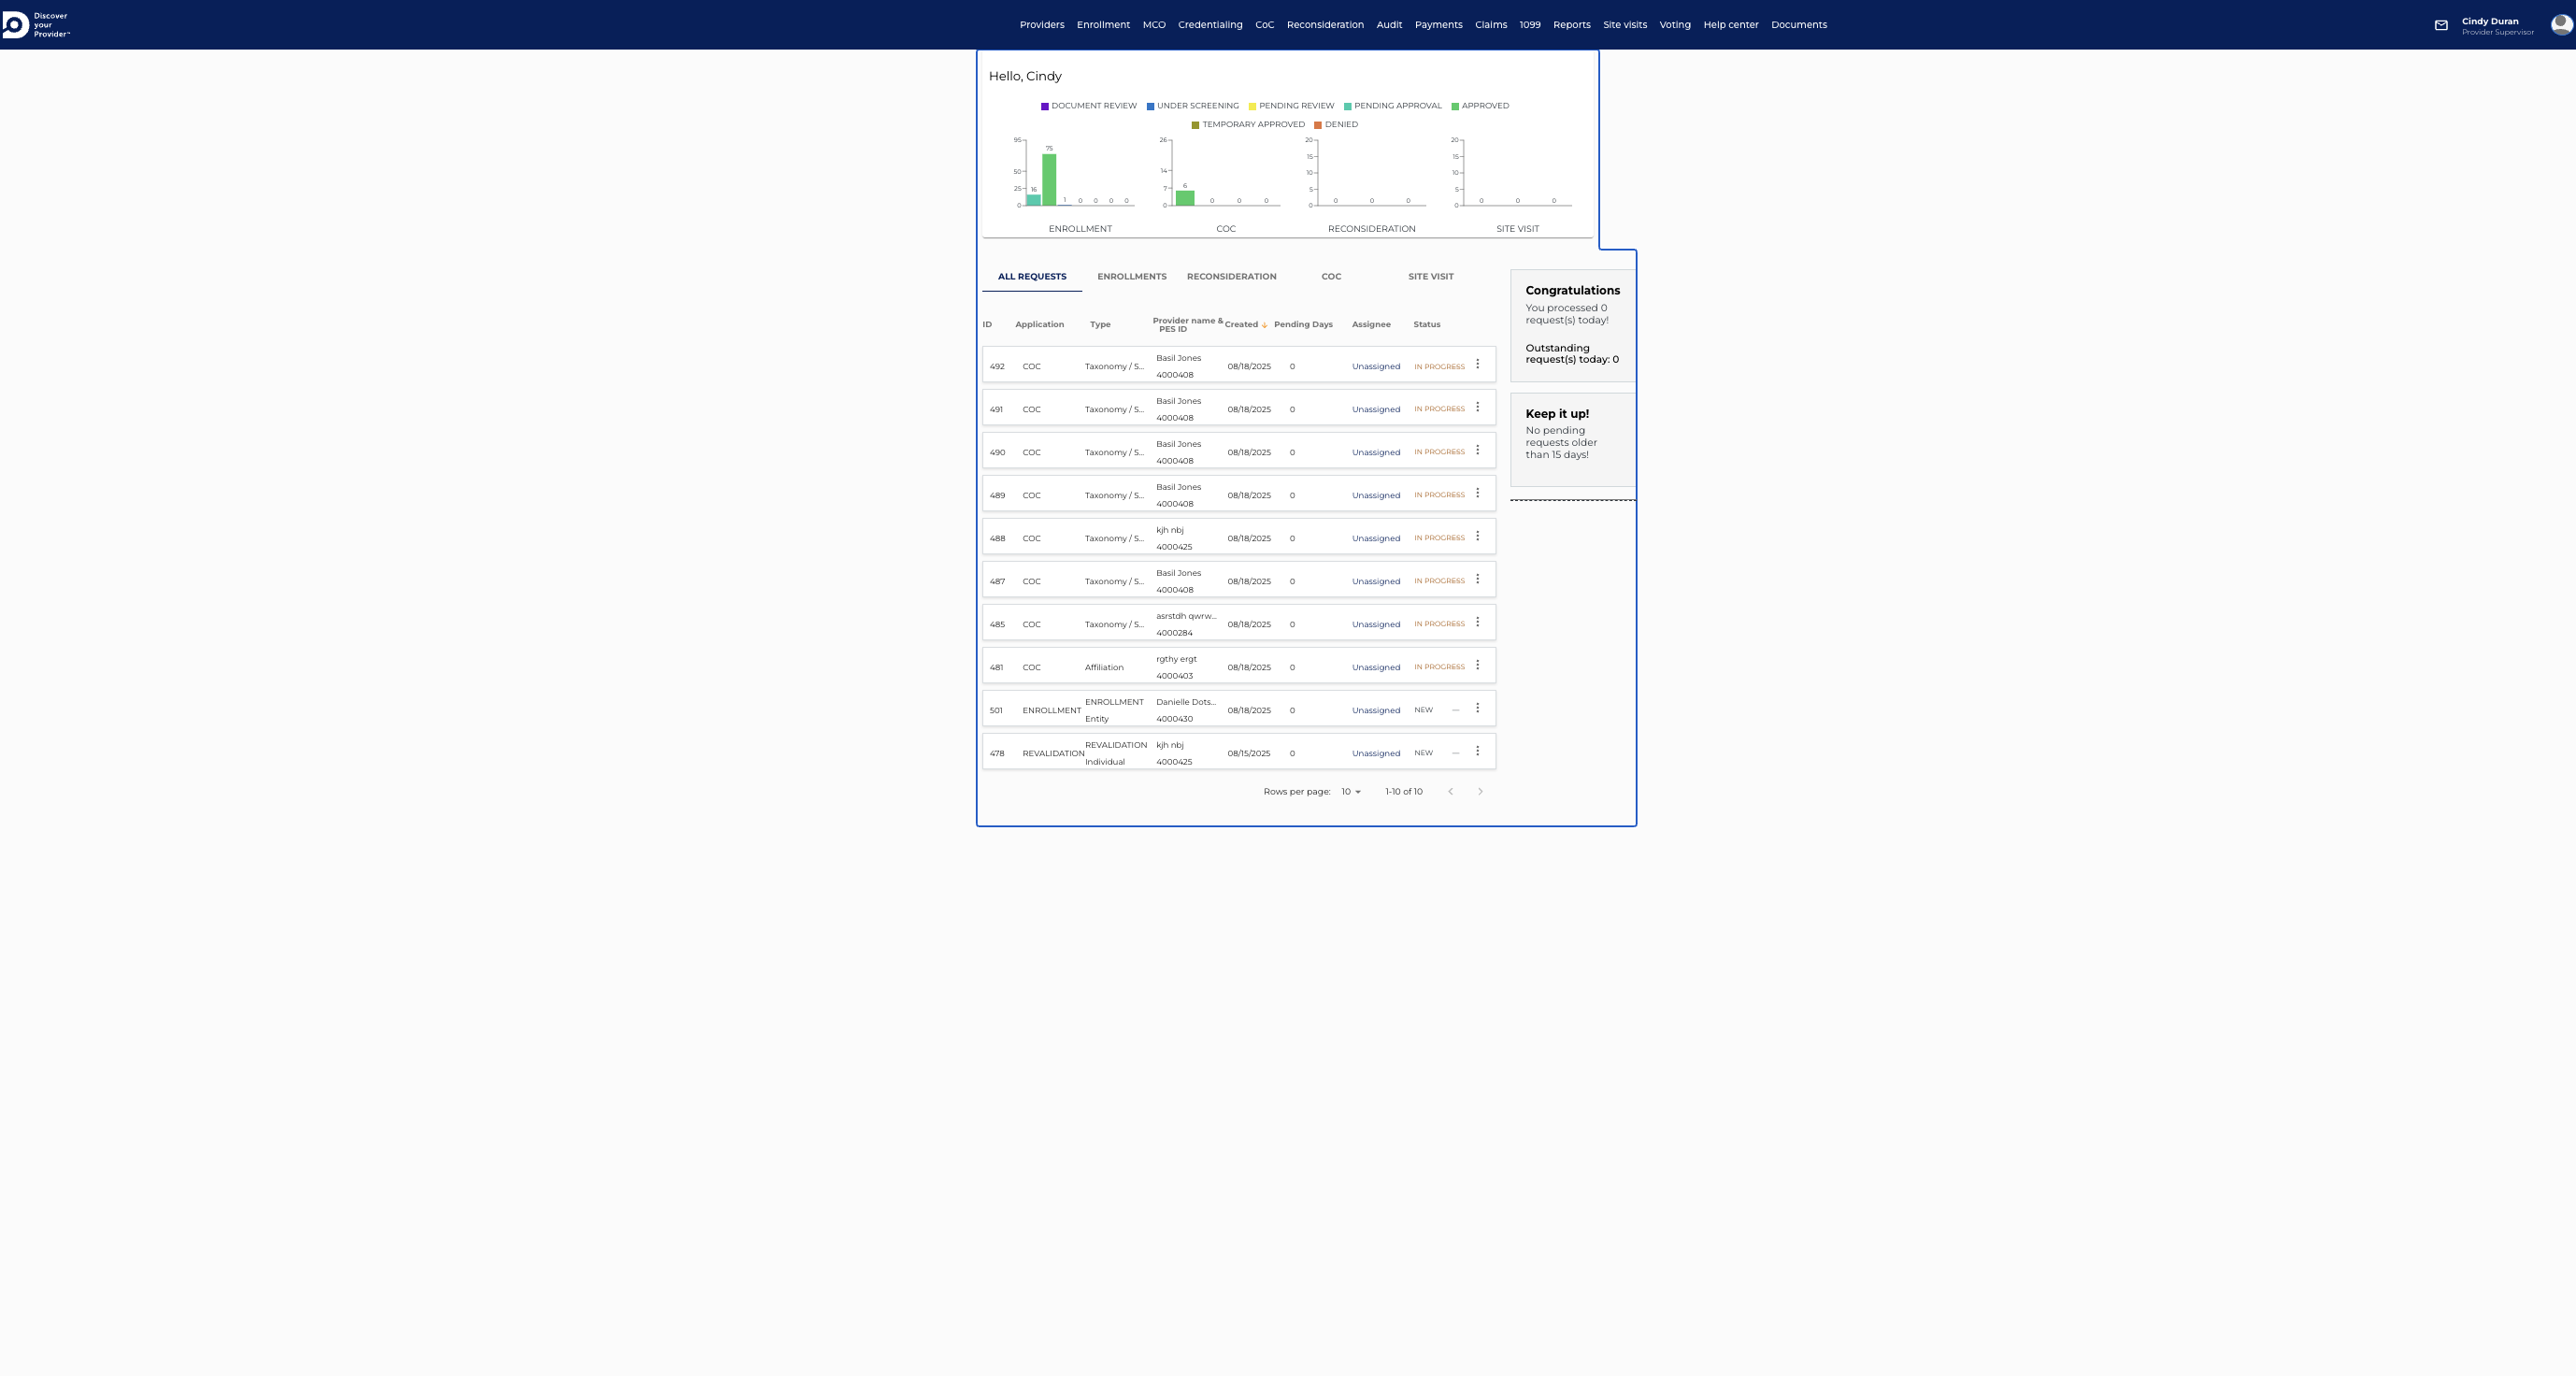 Discover
your
Provider™
Providers Enrollment MCO Credentialing CoC Reconsideration Audit Payments Claims 1099 Reports Site visits Voting Help center Documents
Cindy Duran
Provider Supervisor
Hello, Cindy
DOCUMENT REVIEW UNDER SCREENING PENDING REVIEW PENDING APPROVAL APPROVED
TEMPORARY APPROVED DENIED
95
50
25
0
16 75 1 0 0 0 0
ENROLLMENT
26
14
7
0
6 0 0 0
COC
20
15
10
5
0
0 0 0
RECONSIDERATION
20
15
10
5
0
0 0 0
SITE VISIT
ALL REQUESTS ENROLLMENTS RECONSIDERATION COC SITE VISIT
ID Application Type Provider name & PES ID Created Pending Days Assignee Status
492 COC Taxonomy / S... Basil Jones 4000408 08/18/2025 0 Unassigned IN PROGRESS
491 COC Taxonomy / S... Basil Jones 4000408 08/18/2025 0 Unassigned IN PROGRESS
490 COC Taxonomy / S... Basil Jones 4000408 08/18/2025 0 Unassigned IN PROGRESS
489 COC Taxonomy / S... Basil Jones 4000408 08/18/2025 0 Unassigned IN PROGRESS
488 COC Taxonomy / S... kjh nbj 4000425 08/18/2025 0 Unassigned IN PROGRESS
487 COC Taxonomy / S... Basil Jones 4000408 08/18/2025 0 Unassigned IN PROGRESS
485 COC Taxonomy / S... asrstdh qwrw... 4000284 08/18/2025 0 Unassigned IN PROGRESS
481 COC Affiliation rgthy ergt 4000403 08/18/2025 0 Unassigned IN PROGRESS
501 ENROLLMENT ENROLLMENT Entity Danielle Dots... 4000430 08/18/2025 0 Unassigned NEW —
478 REVALIDATION REVALIDATION Individual kjh nbj 4000425 08/15/2025 0 Unassigned NEW —
Rows per page: 10 1-10 of 10
Congratulations
You processed 0
request(s) today!
Outstanding
request(s) today: 0
Keep it up!
No pending
requests older
than 15 days!